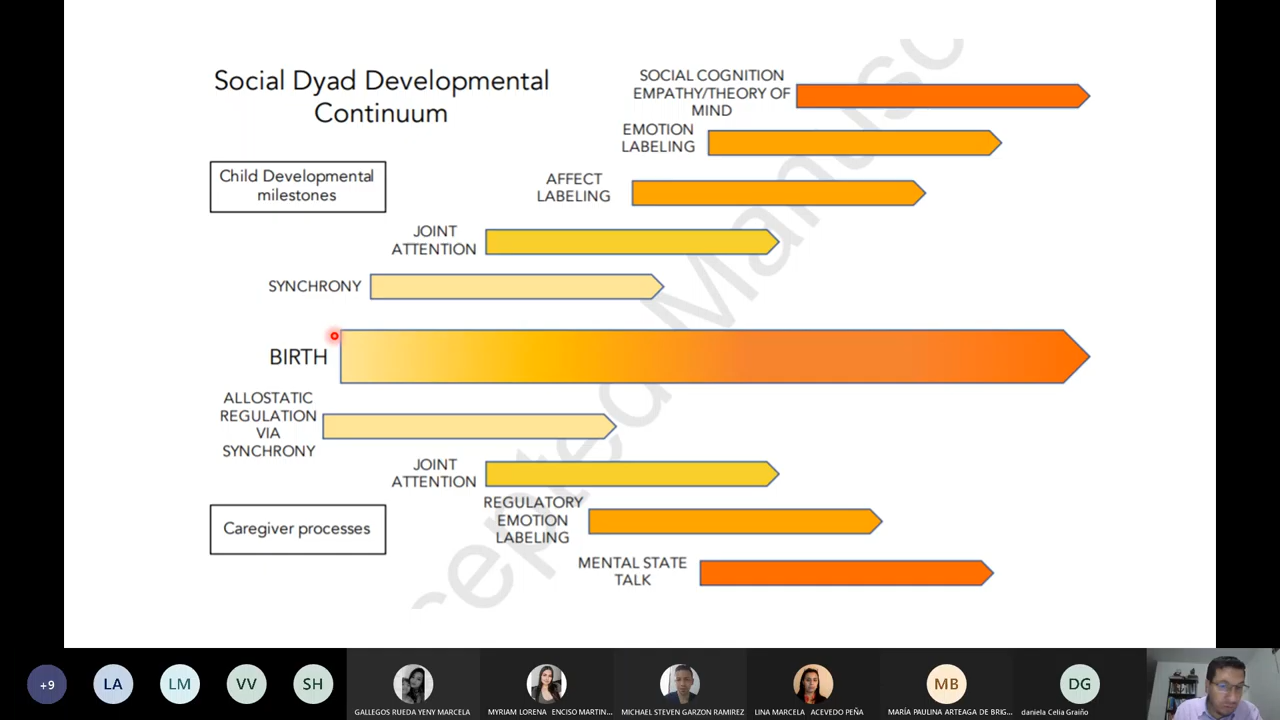 Social Dyad Developmental
Continuum
SOCIAL COGNITION
EMPATHY/THEORY OF
MIND
EMOTION
LABELING
Child Developmental
milestones
AFFECT
LABELING
JOINT
ATTENTION
SYNCHRONY
BIRTH
ALLOSTATIC
REGULATION
VIA
SYNCHRONY
JOINT
ATTENTION
REGULATORY
EMOTION
LABELING
Caregiver processes
MENTAL STATE
TALK
cepted Manusc
+9
LA
LM
VV
SH
GALLEGOS RUEDA YENY MARCELA
MYRIAM LORENA ENCISO MARTIN...
MICHAEL STEVEN GARZON RAMIREZ
LINA MARCELA ACEVEDO PEÑA
MB
MARÍA PAULINA ARTEAGA DE BRIG...
DG
daniela Celia Graiño